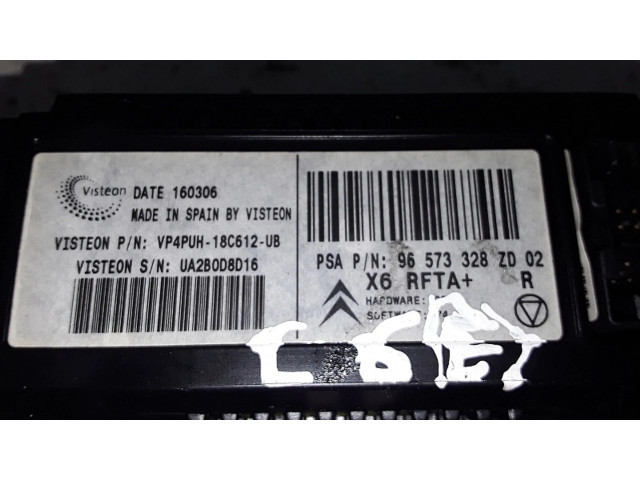 Visteon DATE 160306
MADE IN SPAIN BY VISTEON
VISTEON P/N: VP4PUH-18C612-UB
VISTEON S/N: UA2B0D8D16
PSA P/N: 96 573 328 ZD 02
X6 RFTA+ R
HARDWARE:
SOFTWARE: